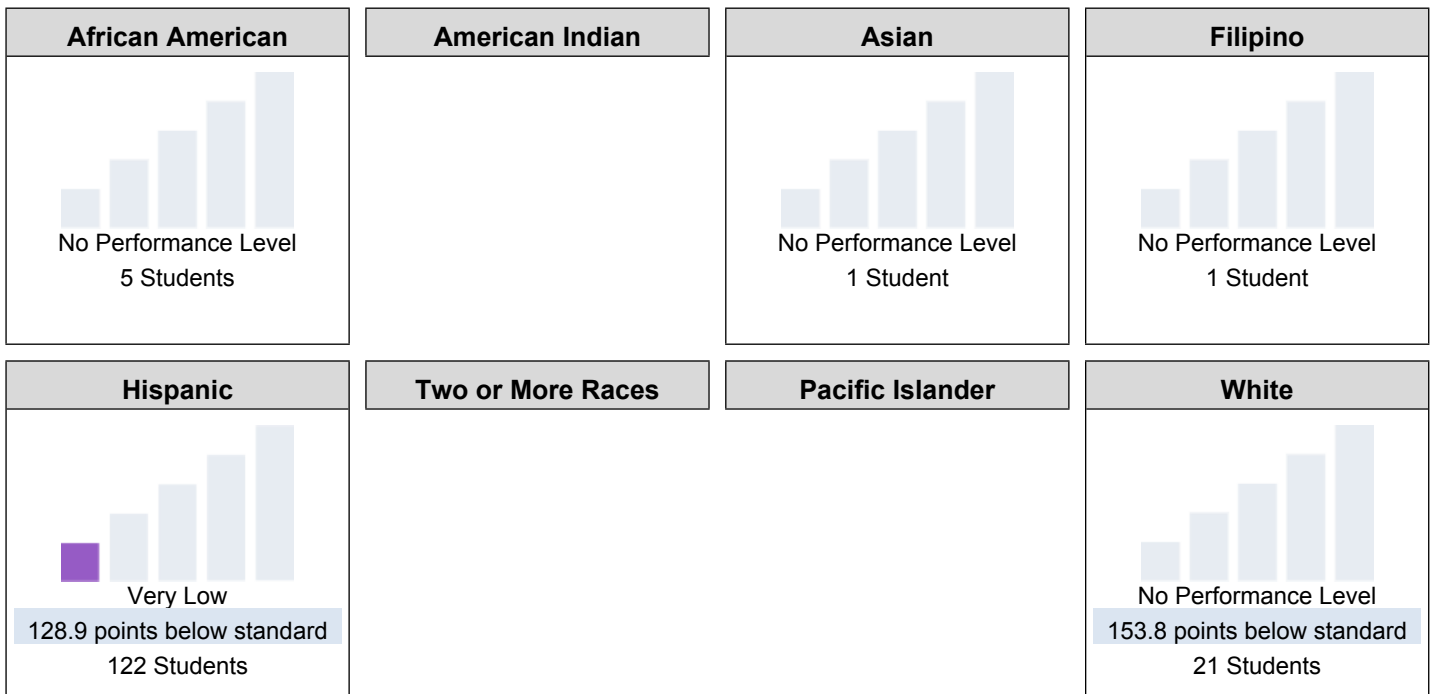 African American
American Indian
Asian
Filipino
No Performance Level
5 Students
No Performance Level
1 Student
No Performance Level
1 Student
Hispanic
Two or More Races
Pacific Islander
White
Very Low
128.9 points below standard
122 Students
No Performance Level
153.8 points below standard
21 Students